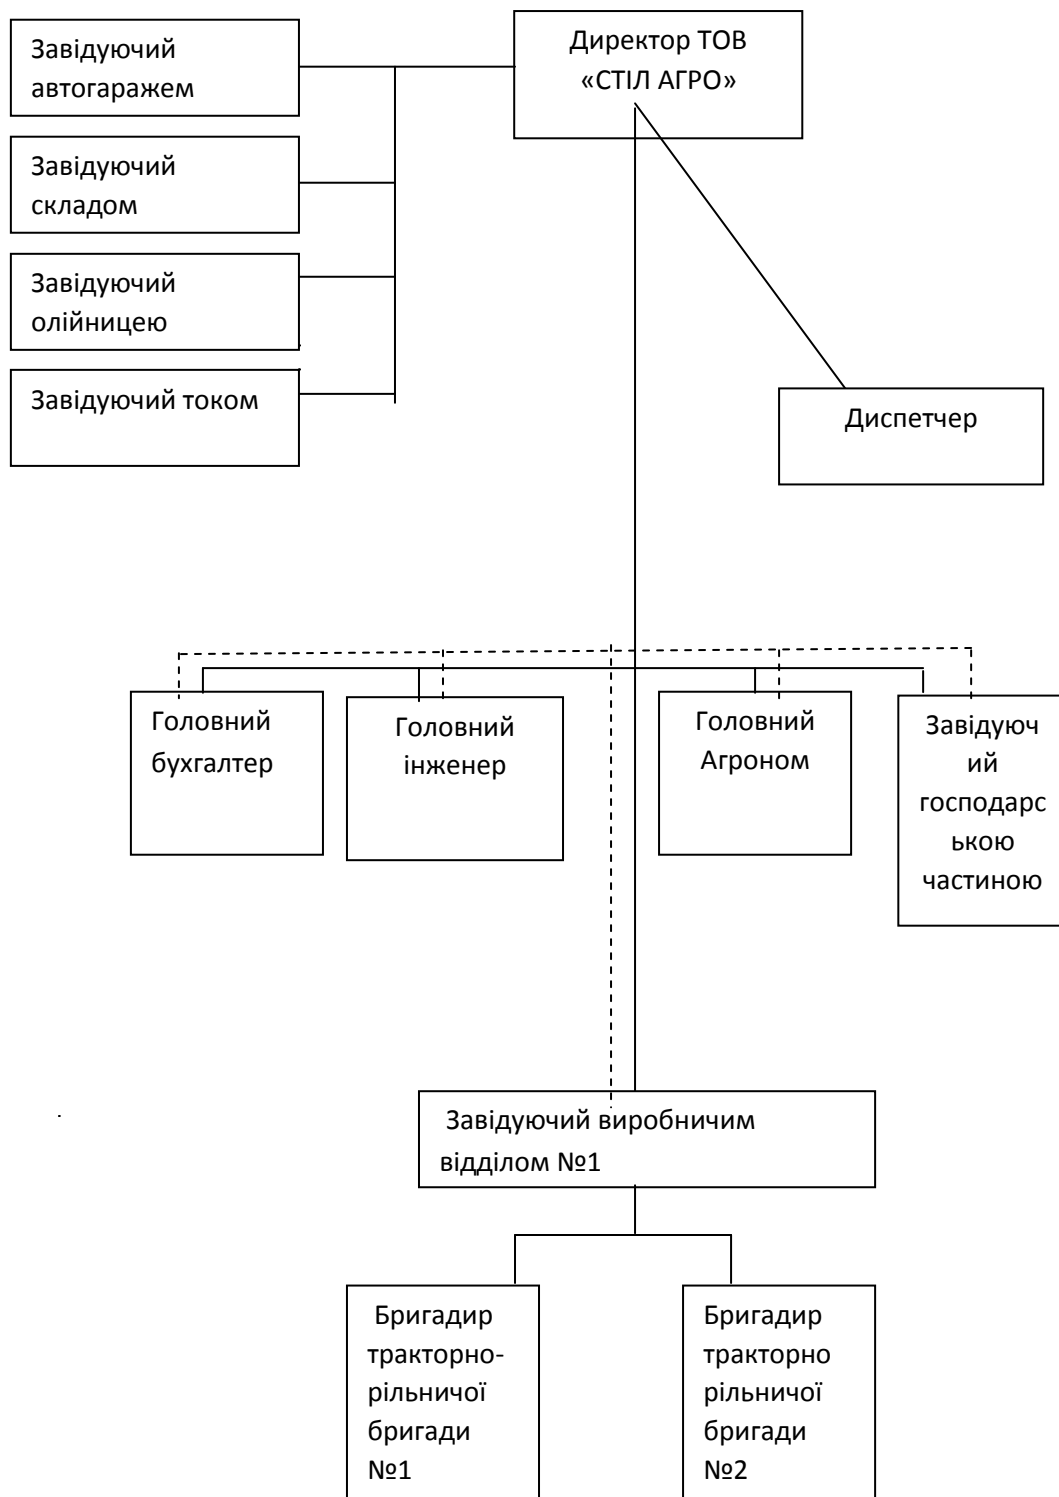 Завідуючий
автогаражем
Директор ТОВ
«СТІЛ АГРО»
Завідуючий
складом
Завідуючий
олійницею
Завідуючий током
Диспетчер
Головний
бухгалтер
Головний
інженер
Головний
Агроном
Завідуюч
ий
господарс
ькою
частиною
Завідуючий виробничим
відділом №1
Бригадир
тракторно-
рільничої
бригади
№1
Бригадир
тракторно
рільничої
бригади
№2